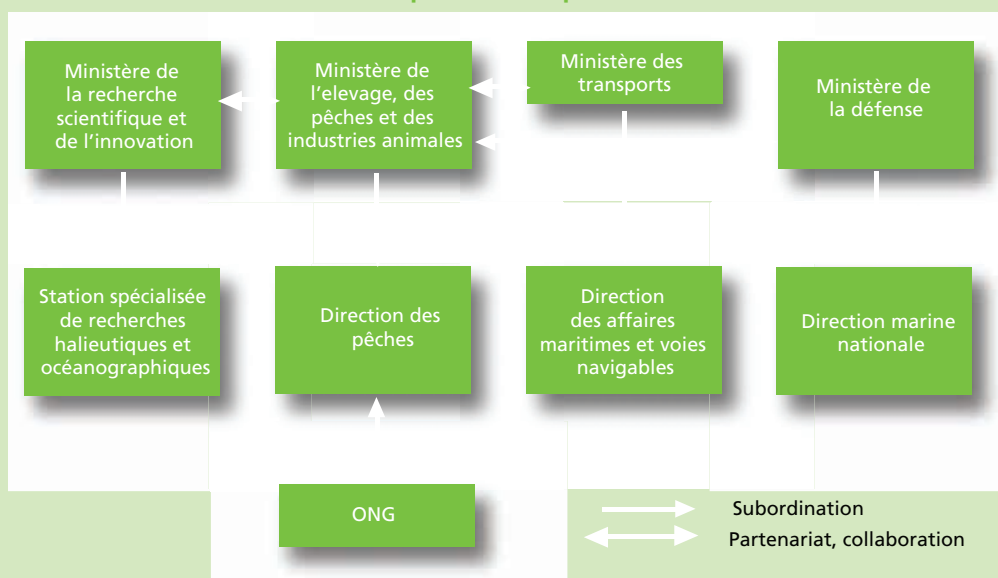 Ministère de
la recherche
scientifique et
de l'innovation
Ministère de
l'elevage, des
pêches et des
industries animales
Ministère des
transports
Ministère de
la défense
Station spécialisée
de recherches
halieutiques et
océanographiques
Direction des
pêches
Direction
des affaires
maritimes et voies
navigables
Direction marine
nationale
ONG
Subordination
Partenariat, collaboration